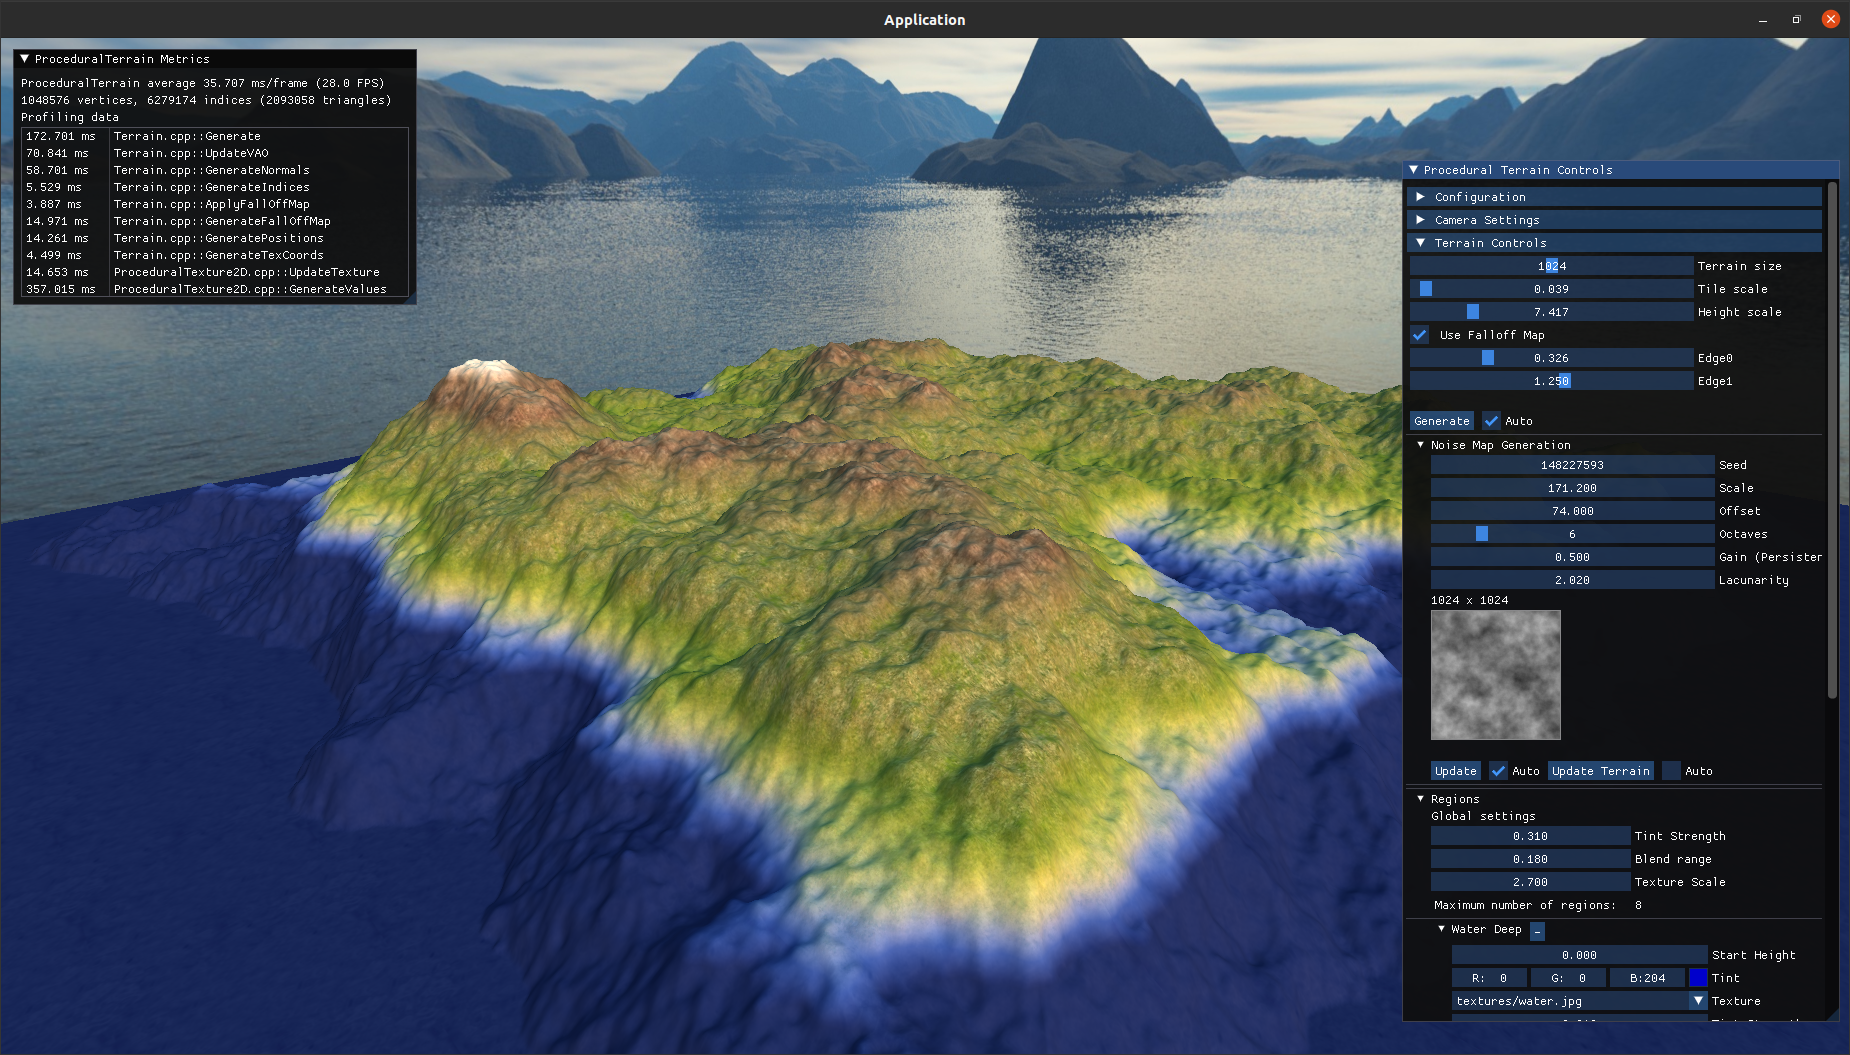 Application
ProceduralTerrain Metrics
ProceduralTerrain average 35.707 ms/frame (28.0 FPS)
1048576 vertices, 6279174 indices (2093058 triangles)
Profiling data
172.701 ms Terrain.cpp::Generate
70.841 ms Terrain.cpp::UpdateVAO
58.701 ms Terrain.cpp::GenerateNormals
5.529 ms Terrain.cpp::GenerateIndices
3.887 ms Terrain.cpp::ApplyFallOffMap
14.971 ms Terrain.cpp::GenerateFallOffMap
14.261 ms Terrain.cpp::GeneratePositions
4.499 ms Terrain.cpp::GenerateTexCoords
14.653 ms ProceduralTexture2D.cpp::UpdateTexture
357.015 ms ProceduralTexture2D.cpp::GenerateValues
Procedural Terrain Controls
Configuration
Camera Settings
Terrain Controls
1024 Terrain size
0.039 Tile scale
7.417 Height scale
Use Falloff Map
0.326 Edge0
1.250 Edge1
Generate Auto
Noise Map Generation
148227593 Seed
171.200 Scale
74.000 Offset
6 Octaves
0.500 Gain (Persister
2.020 Lacunarity
1024 x 1024
Update Auto Update Terrain Auto
Regions
Global settings
0.310 Tint Strength
0.180 Blend range
2.700 Texture Scale
Maximum number of regions: 8
Water Deep -
0.000 Start Height
R: 0 G: 0 B:204 Tint
textures/water.jpg Texture